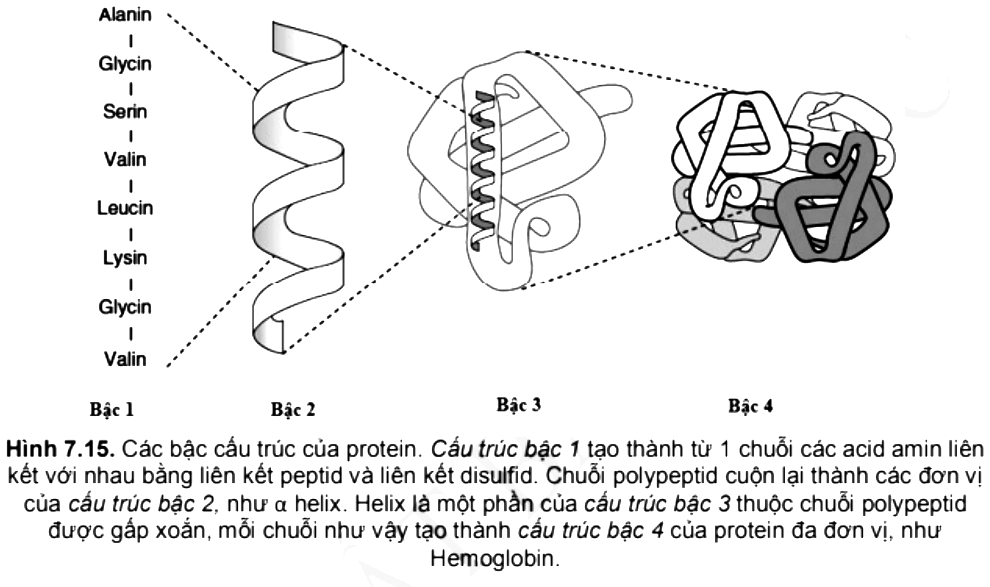 Alanin
Glycin
Serin
Valin
Leucin
Lysin
Glycin
Valin
Bậc 1
Bậc 2
Bậc 3
Bậc 4
Hình 7.15. Các bậc cấu trúc của protein. Cấu trúc bậc 1 tạo thành từ 1 chuỗi các acid amin liên
kết với nhau bằng liên kết peptid và liên kết disulfid. Chuỗi polypeptid cuộn lại thành các đơn vị
của cấu trúc bậc 2, như α helix. Helix là một phần của cấu trúc bậc 3 thuộc chuỗi polypeptid
được gấp xoắn, mỗi chuỗi như vậy tạo thành cấu trúc bậc 4 của protein đa đơn vị, như
Hemoglobin.